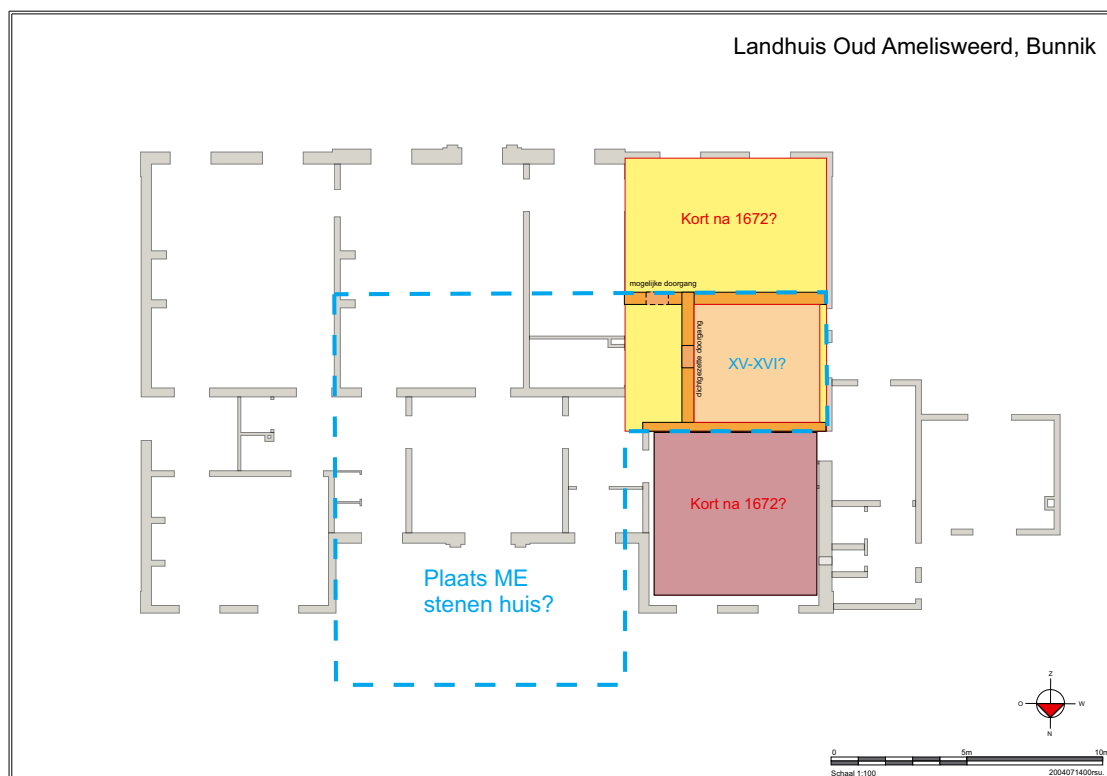 Landhuis Oud Amelisweerd, Bunnik
Kort na 1672?
mogelijke doorgang
dichtgezette doorgang
XV-XVI?
Kort na 1672?
Plaats ME
stenen huis?
Z
O
W
N
0
5m
10m
Schaal 1:100
2004071400rsu.